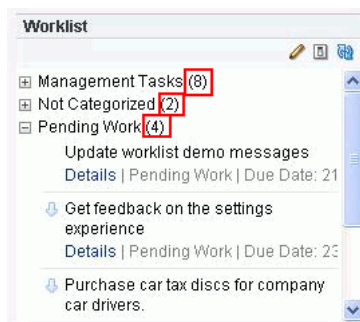 Worklist
Management Tasks (8)
Not Categorized (2)
Pending Work (4)
Update worklist demo messages
Details | Pending Work | Due Date: 21
Get feedback on the settings
experience
Details | Pending Work | Due Date: 23
Purchase car tax discs for company
car drivers.